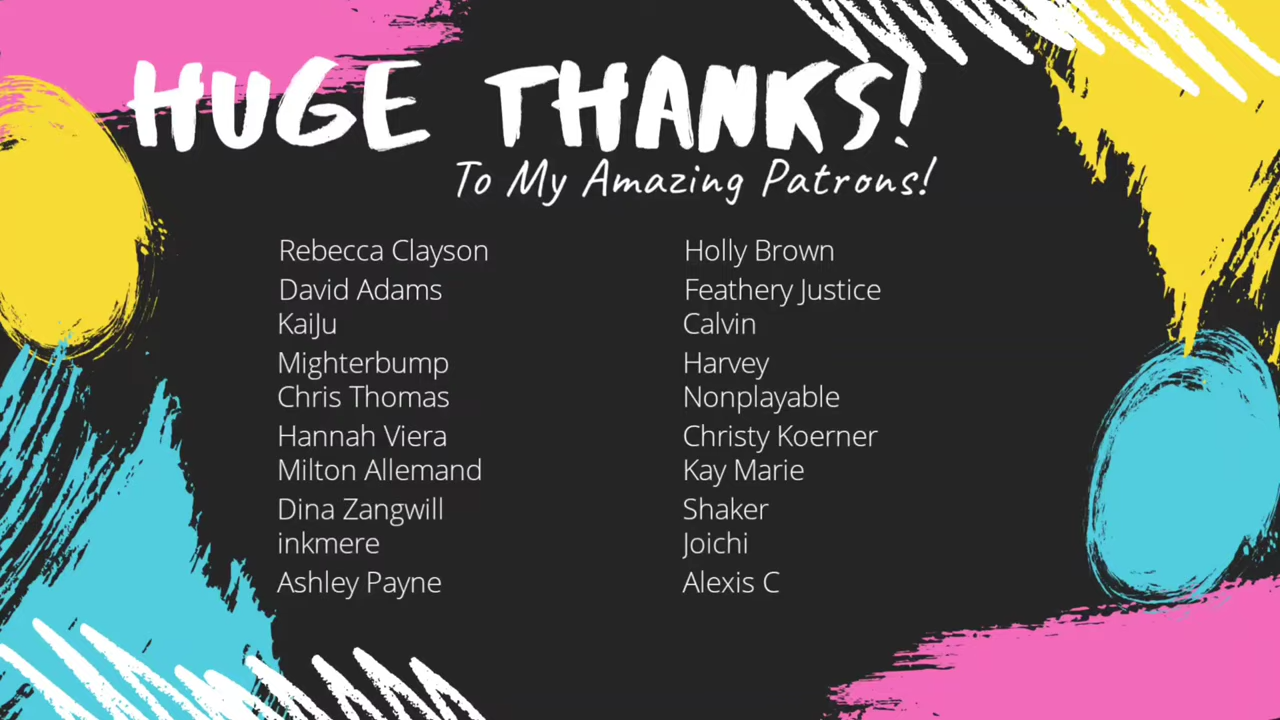 HUGE THANKS!
To My Amazing Patrons!
Rebecca Clayson
David Adams
KaiJu
Mighterbump
Chris Thomas
Hannah Viera
Milton Allemand
Dina Zangwill
inkmere
Ashley Payne
Holly Brown
Feathery Justice
Calvin
Harvey
Nonplayable
Christy Koerner
Kay Marie
Shaker
Joichi
Alexis C